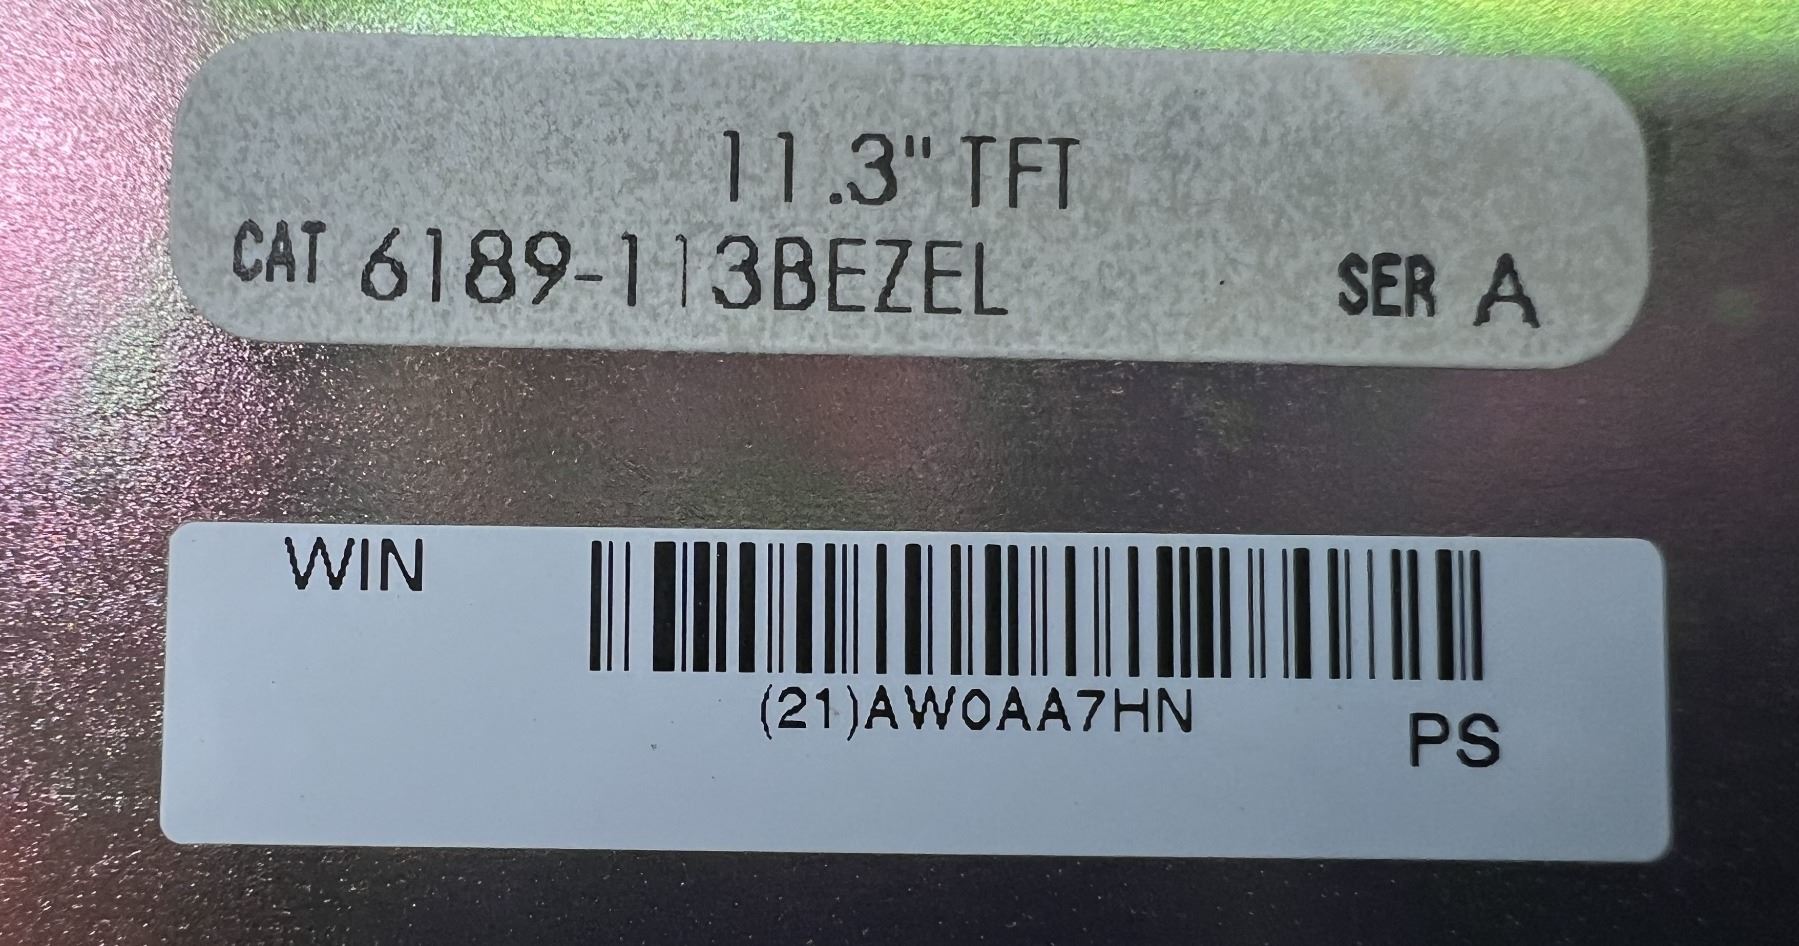 11.3" TFT
CAT 6189-113BEZEL SER A
WIN
(21)AW0AA7HN
PS